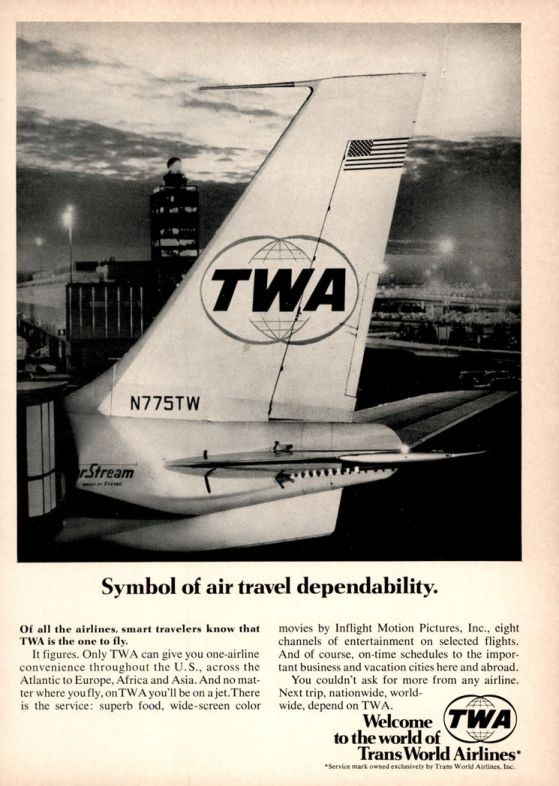 TWA
N775TW
rStream
Symbol of air travel dependability.
Of all the airlines, smart travelers know that
TWA is the one to fly.
It figures. Only TWA can give you one-airline
convenience throughout the U.S., across the
Atlantic to Europe, Africa and Asia. And no mat-
ter where you fly, on TWA you'll be on a jet. There
is the service: superb food, wide-screen color
movies by Inflight Motion Pictures, Inc., eight
channels of entertainment on selected flights.
And of course, on-time schedules to the impor-
tant business and vacation cities here and abroad.
You couldn't ask for more from any airline.
Next trip, nationwide, world-
wide, depend on TWA.
Welcome
to the world of
Trans World Airlines*
TWA
*Service mark owned exclusively by Trans World Airlines, Inc.